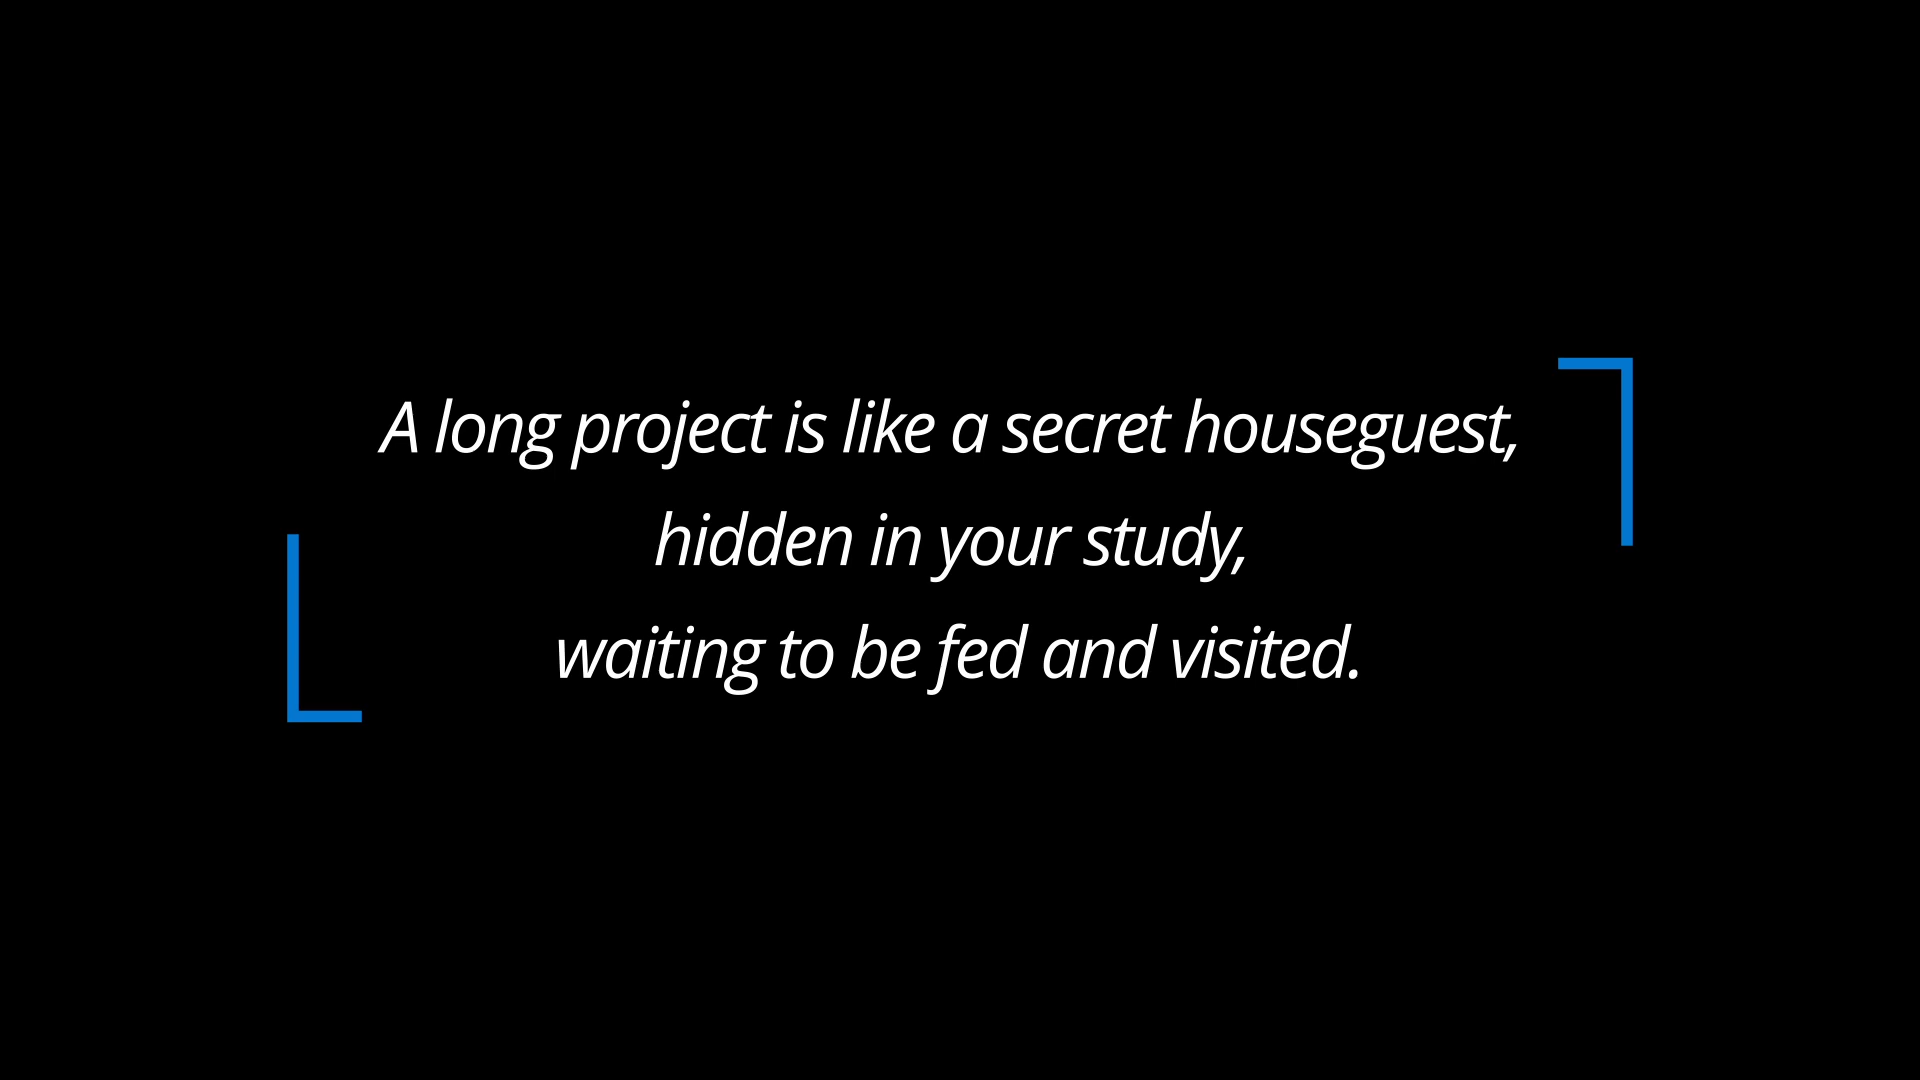 A long project is like a secret houseguest,
hidden in your study,
waiting to be fed and visited.